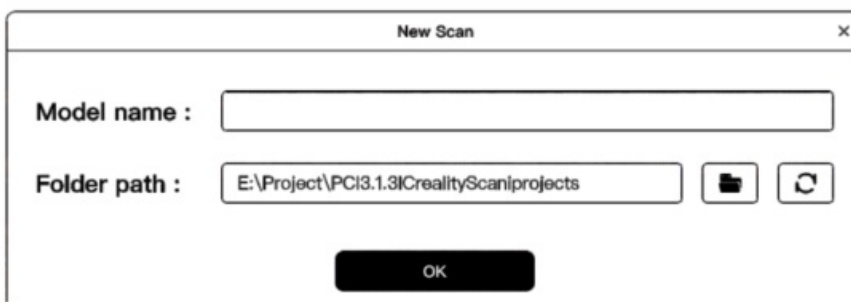 New Scan
Model name :
Folder path : E:\Project\PCI3.1.3ICrealityScaniprojects
OK